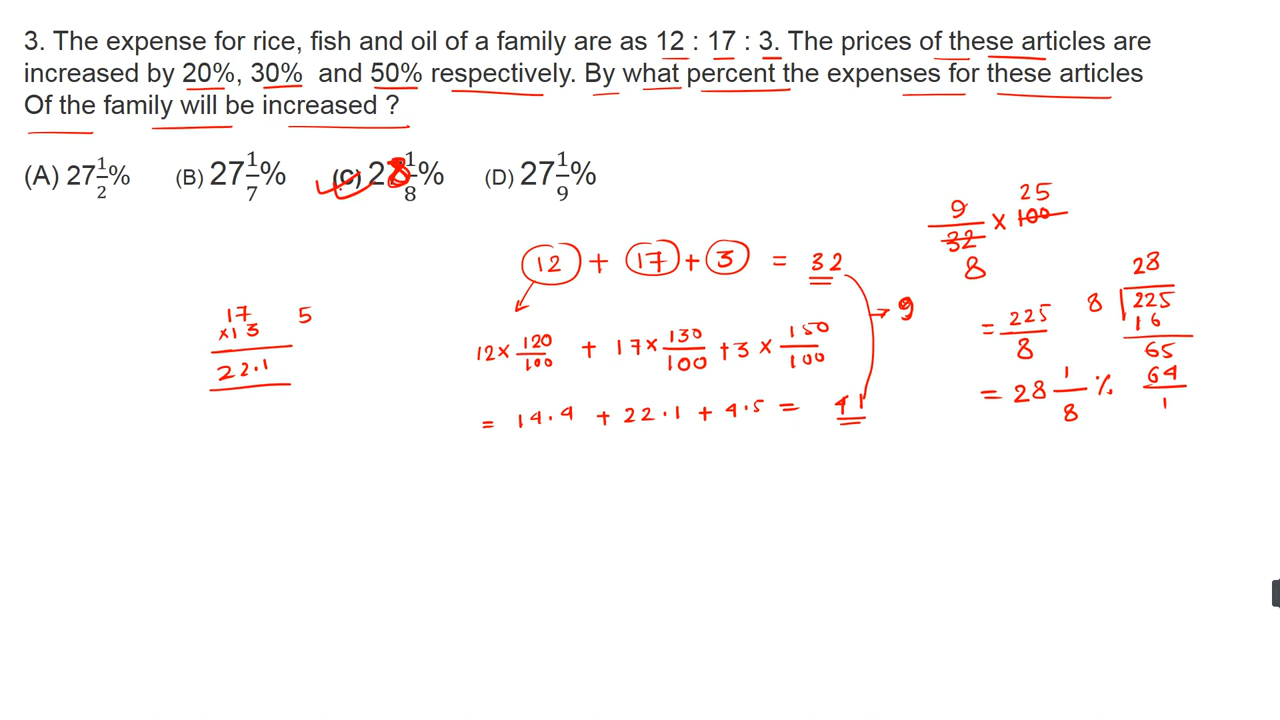 3. The expense for rice, fish and oil of a family are as 12 : 17 : 3. The prices of these articles are
increased by 20%, 30% and 50% respectively. By what percent the expenses for these articles
Of the family will be increased ?
(A) 27 1/2% (B) 27 1/7% (C) 28 1/8% (D) 27 1/9%
9/32 × 100 25
8
12 + 17 + 3 = 32
9
17 5
×13
22.1
12 × 120/100 + 17 × 130/100 + 3 × 150/100
= 14.4 + 22.1 + 4.5 = 41
= 225/8
= 28 1/8 %
28
8 225
16
65
64
1